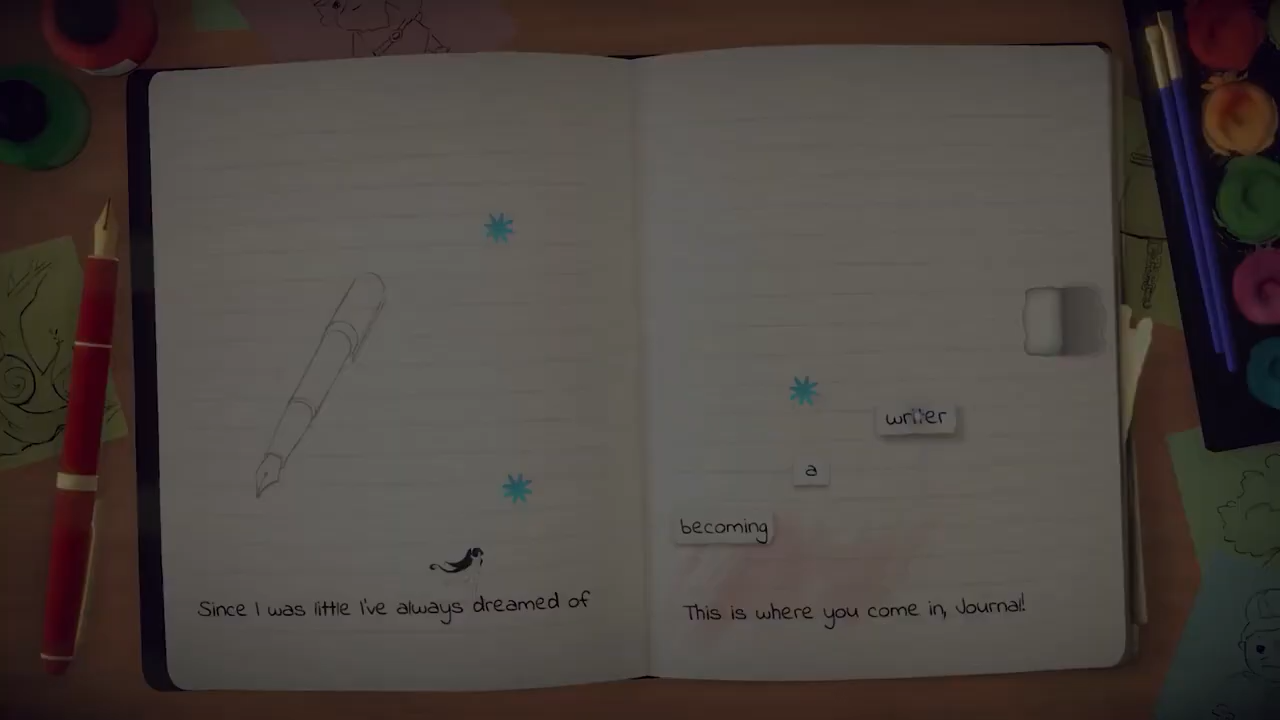 Since I was little I've always dreamed of
becoming
a
writer
This is where you come in, Journal!